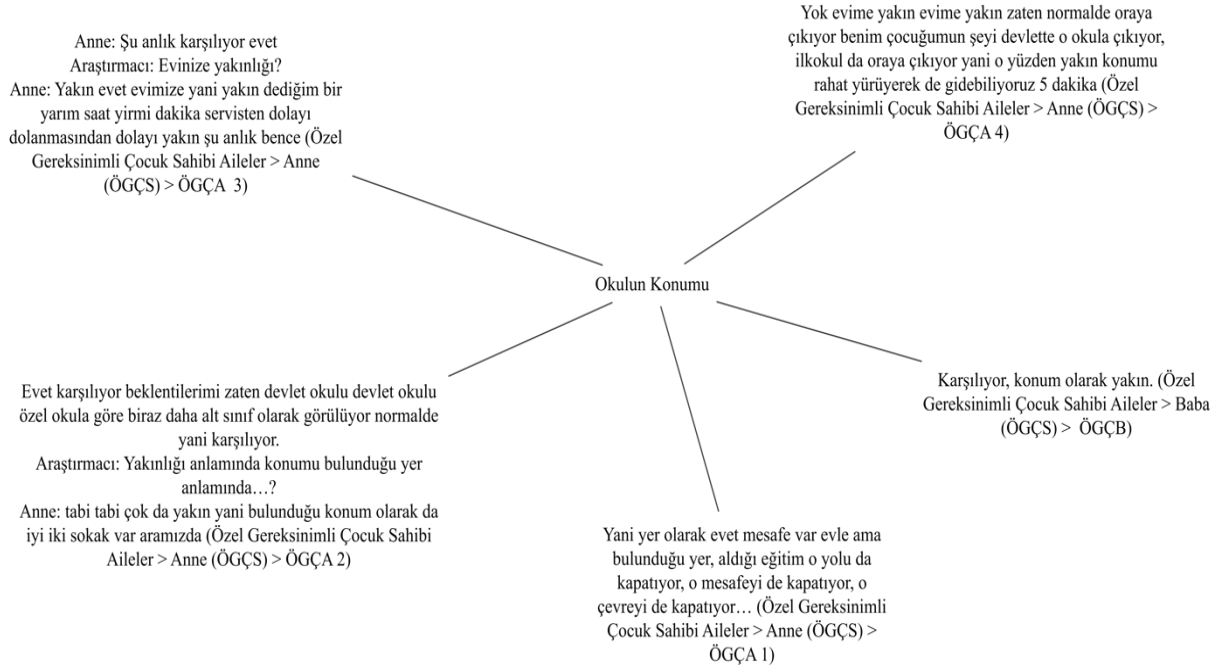 Anne: Şu anlık karşılıyor evet
Araştırmacı: Evinize yakınlığı?
Anne: Yakın evet evimize yani yakın dediğim bir
yarım saat yirmi dakika servisten dolayı
dolanmasından dolayı yakın şu anlık bence (Özel
Gereksinimli Çocuk Sahibi Aileler > Anne
(ÖGÇS) > ÖGÇA 3)
Yok evime yakın evime yakın zaten normalde oraya
çıkıyor benim çocuğumun şeyi devlette o okula çıkıyor,
ilkokul da oraya çıkıyor yani o yüzden yakın konumu
rahat yürüyerek de gidebiliyoruz 5 dakika (Özel
Gereksinimli Çocuk Sahibi Aileler > Anne (ÖGÇS) >
ÖGÇA 4)
Okulun Konumu
Evet karşılıyor beklentilerimi zaten devlet okulu devlet okulu
özel okula göre biraz daha alt sınıf olarak görülüyor normalde
yani karşılıyor.
Araştırmacı: Yakınlığı anlamında konumu bulunduğu yer
anlamında…?
Anne: tabi tabi çok da yakın yani bulunduğu konum olarak da
iyi iki sokak var aramızda (Özel Gereksinimli Çocuk Sahibi
Aileler > Anne (ÖGÇS) > ÖGÇA 2)
Karşılıyor, konum olarak yakın. (Özel
Gereksinimli Çocuk Sahibi Aileler > Baba
(ÖGÇS) > ÖGÇB)
Yani yer olarak evet mesafe var evle ama
bulunduğu yer, aldığı eğitim o yolu da
kapatıyor, o mesafeyi de kapatıyor, o
çevreyi de kapatıyor… (Özel Gereksinimli
Çocuk Sahibi Aileler > Anne (ÖGÇS) >
ÖGÇA 1)